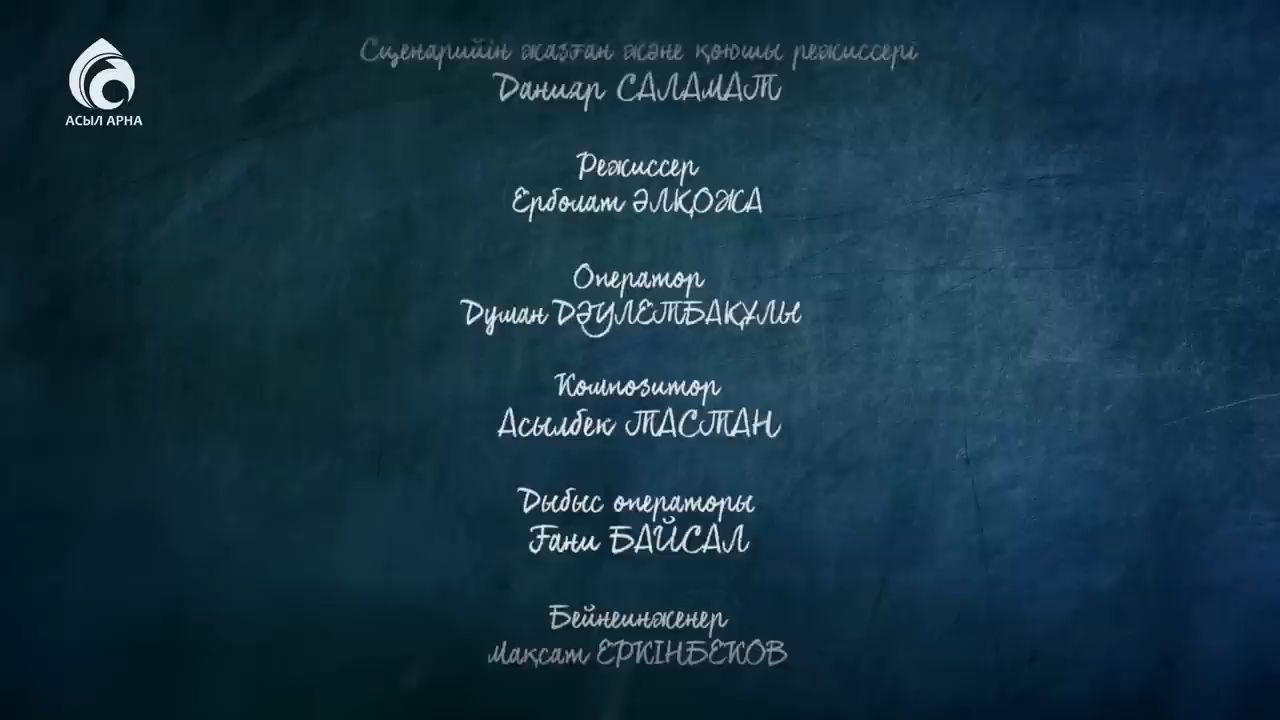 Сценарийін жазған және қоюшы режиссері
Данияр САЛАМАТ
АСЫЛ АРНА
Режиссер
Ерболат ӘЛҚОЖА
Оператор
Душан ДӘУЛЕТБАҚҰЛЫ
Композитор
Асылбек ТАСТАН
Дыбыс операторы
Ғани БАЙСАЛ
Бейнеинженер
Мақсат ЕРКІНБЕКОВ